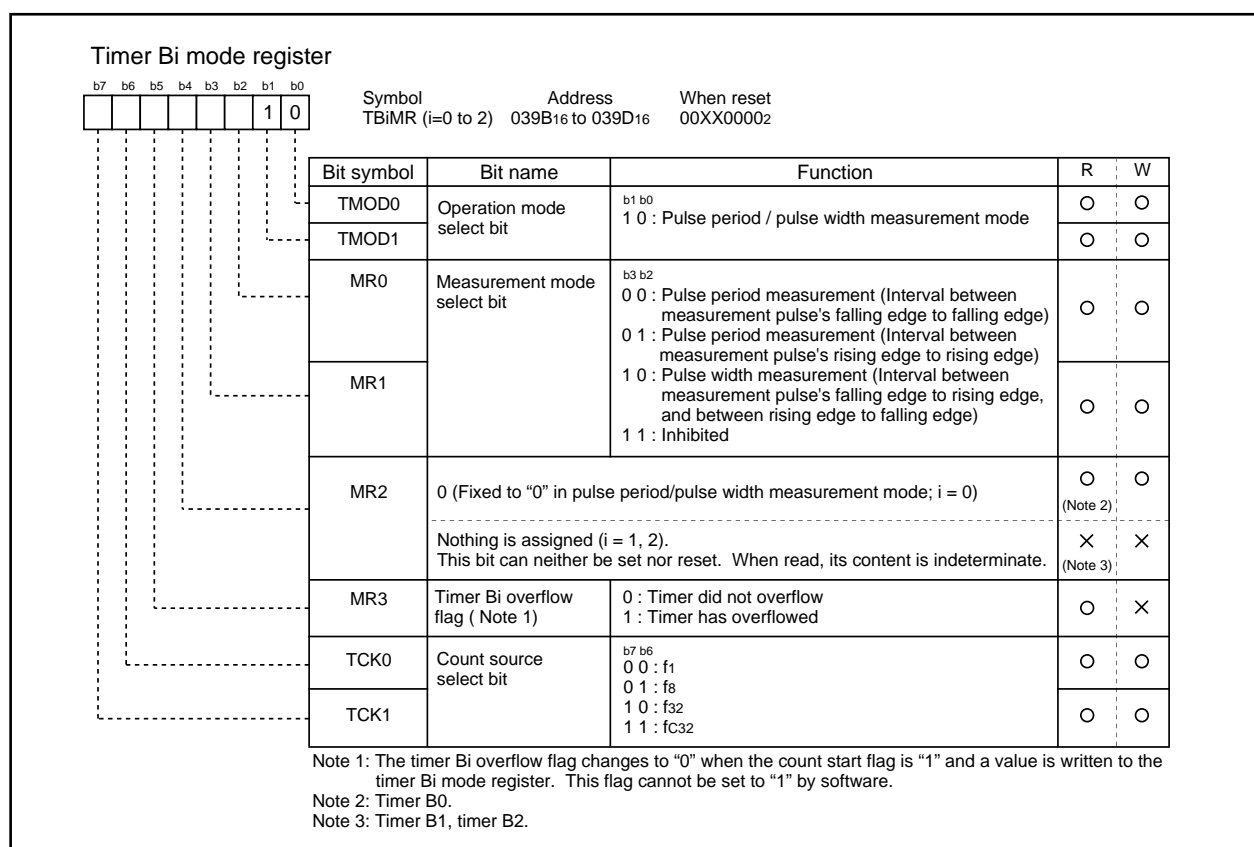 Timer Bi mode register
b7 b6 b5 b4 b3 b2 b1 b0
1 0
Symbol Address When reset
TBiMR (i=0 to 2) 039B16 to 039D16 00XX00002
Bit symbol Bit name Function R W
TMOD0 Operation mode select bit
b1 b0
1 0 : Pulse period / pulse width measurement mode
TMOD1
MR0 Measurement mode select bit
b3 b2
0 0 : Pulse period measurement (Interval between
measurement pulse's falling edge to falling edge)
0 1 : Pulse period measurement (Interval between
measurement pulse's rising edge to rising edge)
MR1
1 0 : Pulse width measurement (Interval between
measurement pulse's falling edge to rising edge,
and between rising edge to falling edge)
1 1 : Inhibited
MR2 0 (Fixed to “0” in pulse period/pulse width measurement mode; i = 0)
(Note 2)
Nothing is assigned (i = 1, 2).
This bit can neither be set nor reset. When read, its content is indeterminate.
(Note 3)
MR3 Timer Bi overflow flag ( Note 1)
0 : Timer did not overflow
1 : Timer has overflowed
TCK0 Count source select bit
b7 b6
0 0 : f1
0 1 : f8
TCK1
1 0 : f32
1 1 : fC32
Note 1: The timer Bi overflow flag changes to “0” when the count start flag is “1” and a value is written to the
timer Bi mode register. This flag cannot be set to “1” by software.
Note 2: Timer B0.
Note 3: Timer B1, timer B2.